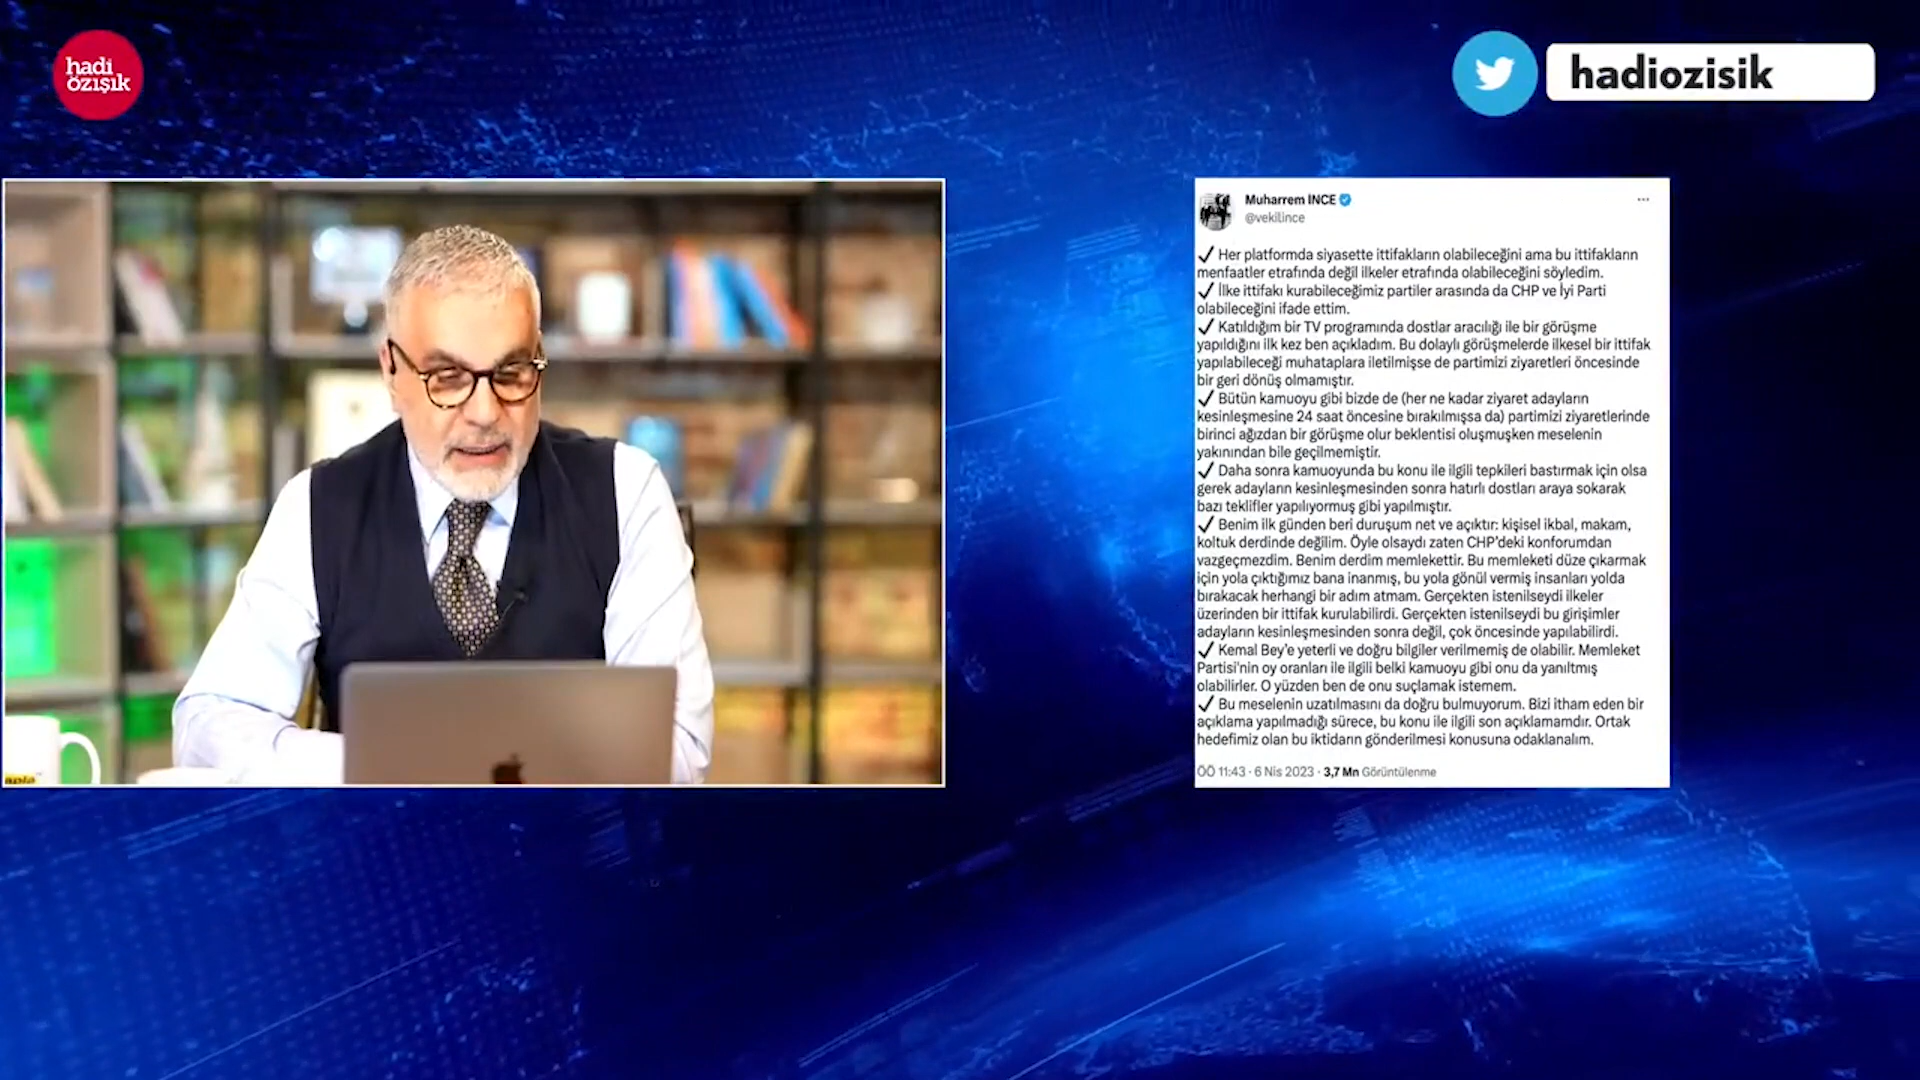 hadi
özışık
hadiozisik
Muharrem İNCE
@vekilince
✓ Her platformda siyasette ittifakların olabileceğini ama bu ittifakların
menfaatler etrafında değil ilkeler etrafında olabileceğini söyledim.
✓ İlke ittifakı kurabileceğimiz partiler arasında da CHP ve İyi Parti
olabileceğini ifade ettim.
✓ Katıldığım bir TV programında dostlar aracılığı ile bir görüşme
yapıldığını ilk kez ben açıkladım. Bu dolaylı görüşmelerde ilkesel bir ittifak
yapılabileceği muhataplara iletilmişse de partimizi ziyaretleri öncesinde
bir geri dönüş olmamıştır.
✓ Bütün kamuoyu gibi bizde de (her ne kadar ziyaret adayların
kesinleşmesine 24 saat öncesine bırakılmışsa da) partimizi ziyaretlerinde
birinci ağızdan bir görüşme olur beklentisi oluşmuşken meselenin
yakınından bile geçilmemiştir.
✓ Daha sonra kamuoyunda bu konu ile ilgili tepkileri bastırmak için olsa
gerek adayların kesinleşmesinden sonra hatırlı dostları araya sokarak
bazı teklifler yapılıyormuş gibi yapılmıştır.
✓ Benim ilk günden beri duruşum net ve açıktır: kişisel ikbal, makam,
koltuk derdinde değilim. Öyle olsaydı zaten CHP'deki konforumdan
vazgeçmezdim. Benim derdim memlekettir. Bu memleketi düze çıkarmak
için yola çıktığımız bana inanmış, bu yola gönül vermiş insanları yolda
bırakacak herhangi bir adım atmam. Gerçekten istenilseydi ilkeler
üzerinden bir ittifak kurulabilirdi. Gerçekten istenilseydi bu girişimler
adayların kesinleşmesinden sonra değil, çok öncesinde yapılabilirdi.
✓ Kemal Bey'e yeterli ve doğru bilgiler verilmemiş de olabilir. Memleket
Partisi'nin oy oranları ile ilgili belki kamuoyu gibi onu da yanıltmış
olabilirler. O yüzden ben de onu suçlamak istemem.
✓ Bu meselenin uzatılmasını da doğru bulmuyorum. Bizi itham eden bir
açıklama yapılmadığı sürece, bu konu ile ilgili son açıklamamdır. Ortak
hedefimiz olan bu iktidarın gönderilmesi konusuna odaklanalım.
ÖÖ 11:43 · 6 Nis 2023 · 3,7 Mn Görüntülenme